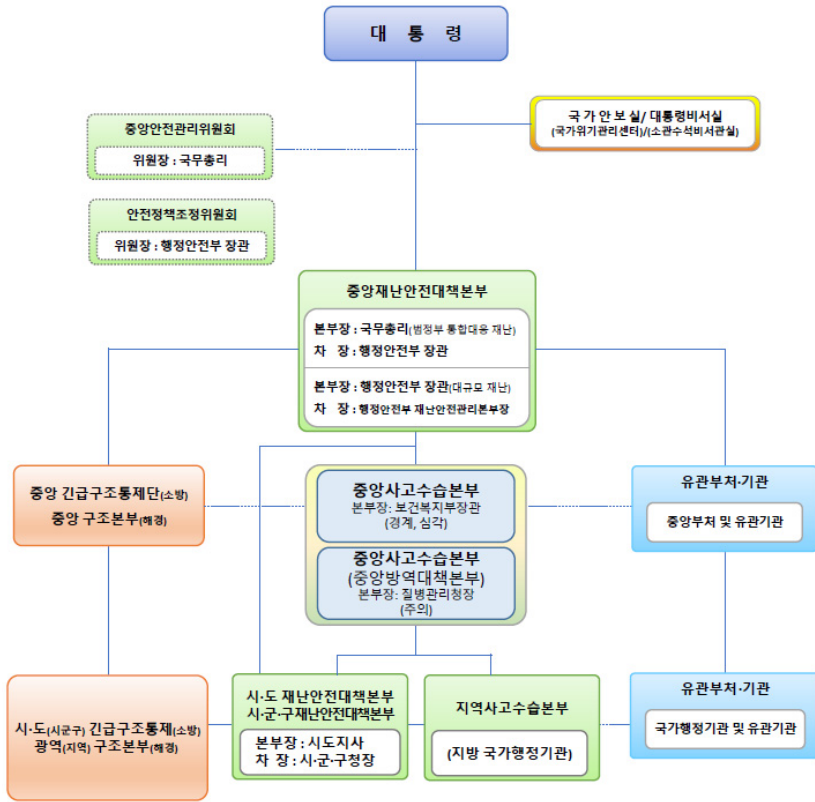 대 통 령
국 가 안 보 실/ 대통령비서실
(국가위기관리센터)/(소관수석비서관실)
중앙안전관리위원회
위원장 : 국무총리
안전정책조정위원회
위원장 : 행정안전부 장관
중앙재난안전대책본부
본부장 : 국무총리(범정부 통합대응 재난)
차 장 : 행정안전부 장관
본부장 : 행정안전부 장관(대규모 재난)
차 장 : 행정안전부 재난안전관리본부장
중앙 긴급구조통제단(소방)
중앙 구조본부(해경)
중앙사고수습본부
본부장: 보건복지부장관
(경계, 심각)
중앙사고수습본부
(중앙방역대책본부)
본부장: 질병관리청장
(주의)
유관부처·기관
중앙부처 및 유관기관
시·도(시군구) 긴급구조통제(소방)
광역(지역) 구조본부(해경)
시·도 재난안전대책본부
시·군·구재난안전대책본부
본부장 : 시도지사
차 장 : 시·군·구청장
지역사고수습본부
(지방 국가행정기관)
유관부처·기관
국가행정기관 및 유관기관